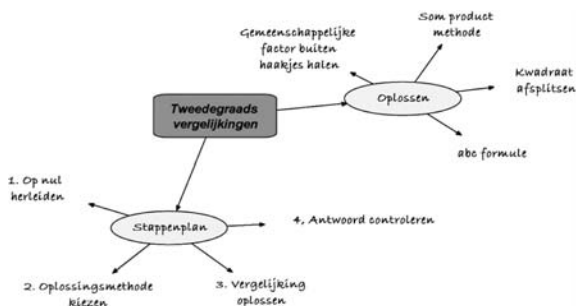 Tweedegraads
vergelijkingen
Oplossen
Gemeenschappelijke
factor buiten
haakjes halen
Som product
methode
Kwadraat
afsplitsen
abc formule
Stappenplan
1. Op nul
herleiden
2. Oplossingsmethode
kiezen
3. Vergelijking
oplossen
4. Antwoord controleren